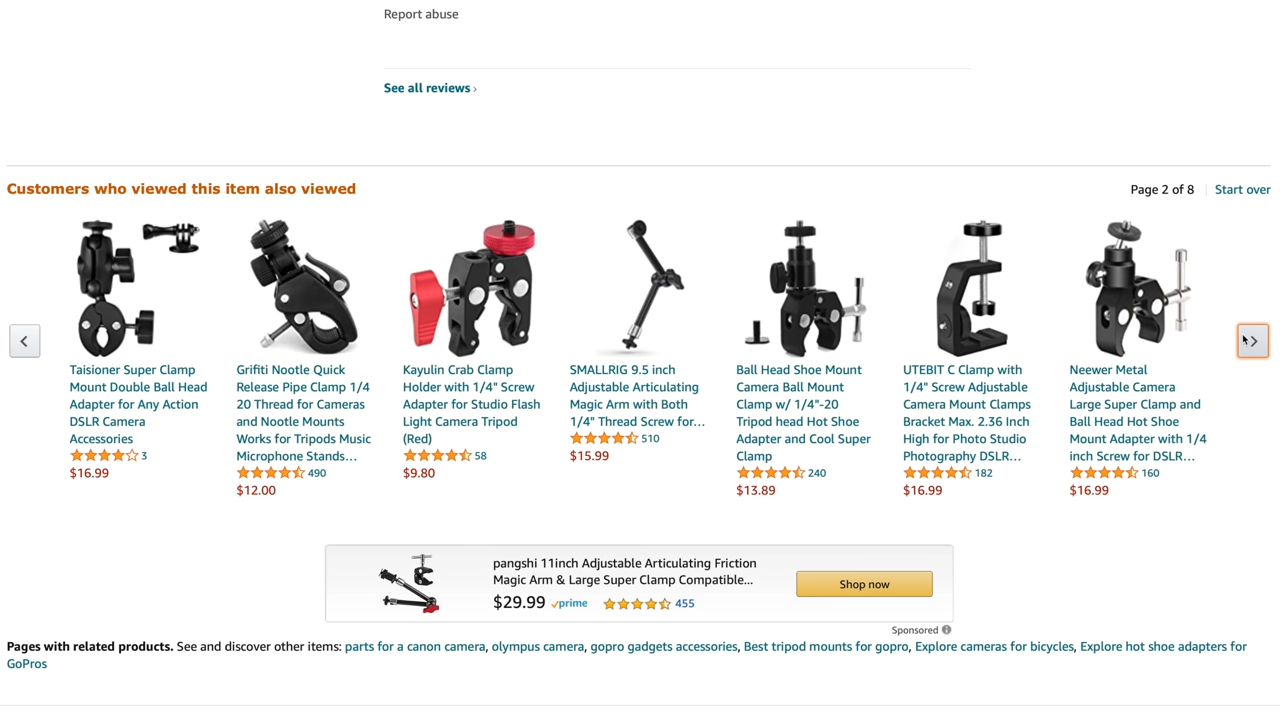 Report abuse
See all reviews ›
Customers who viewed this item also viewed
Page 2 of 8 | Start over
Taisioner Super Clamp
Mount Double Ball Head
Adapter for Any Action
DSLR Camera
Accessories
3
$16.99
Grifiti Nootle Quick
Release Pipe Clamp 1/4
20 Thread for Cameras
and Nootle Mounts
Works for Tripods Music
Microphone Stands…
490
$12.00
Kayulin Crab Clamp
Holder with 1/4" Screw
Adapter for Studio Flash
Light Camera Tripod
(Red)
58
$9.80
SMALLRIG 9.5 inch
Adjustable Articulating
Magic Arm with Both
1/4" Thread Screw for…
510
$15.99
Ball Head Shoe Mount
Camera Ball Mount
Clamp w/ 1/4"-20
Tripod head Hot Shoe
Adapter and Cool Super
Clamp
240
$13.89
UTEBIT C Clamp with
1/4" Screw Adjustable
Camera Mount Clamps
Bracket Max. 2.36 Inch
High for Photo Studio
Photography DSLR…
182
$16.99
Neewer Metal
Adjustable Camera
Large Super Clamp and
Ball Head Hot Shoe
Mount Adapter with 1/4
inch Screw for DSLR…
160
$16.99
pangshi 11inch Adjustable Articulating Friction
Magic Arm & Large Super Clamp Compatible...
$29.99 prime 455
Shop now
Sponsored
Pages with related products. See and discover other items: parts for a canon camera, olympus camera, gopro gadgets accessories, Best tripod mounts for gopro, Explore cameras for bicycles, Explore hot shoe adapters for
GoPros